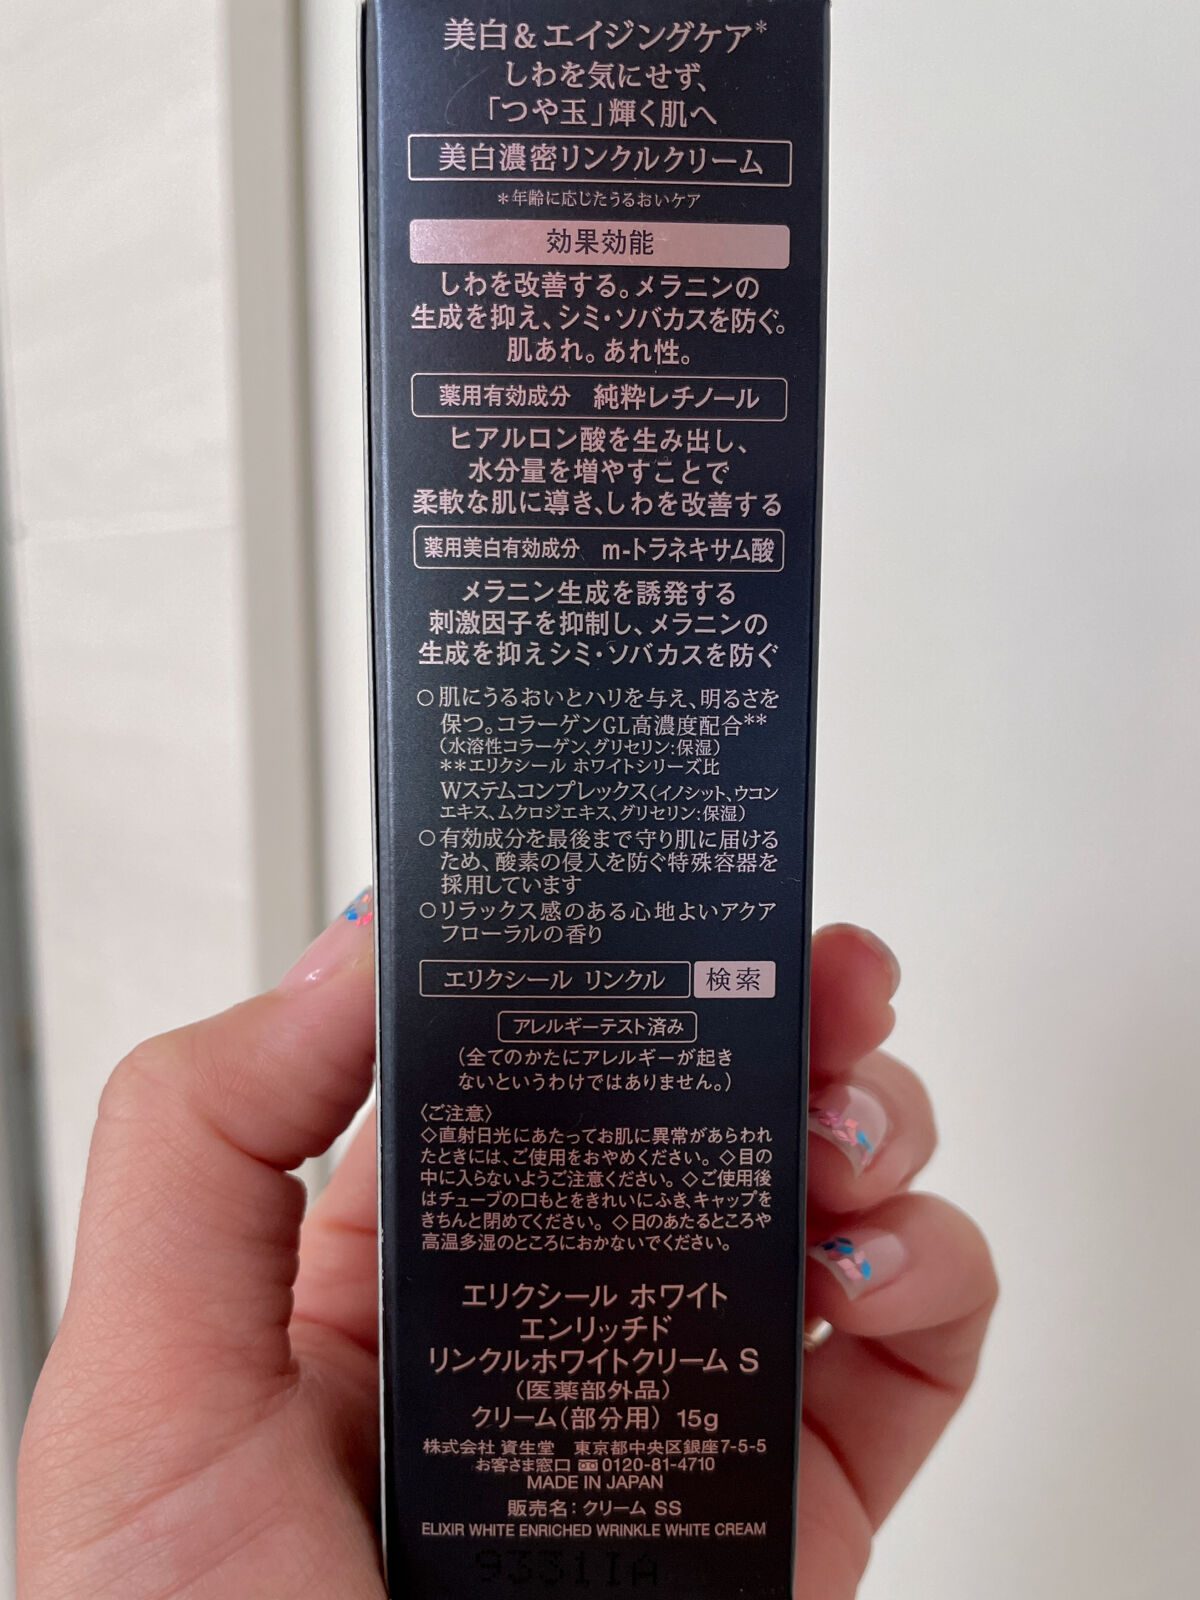 美白&エイジングケア*
しわを気にせず、
「つや玉」輝く肌へ
美白濃密リンクルクリーム
*年齢に応じたうるおいケア
効果効能
しわを改善する。メラニンの
生成を抑え、シミ・ソバカスを防ぐ。
肌あれ。あれ性。
薬用有効成分 純粋レチノール
ヒアルロン酸を生み出し、
水分量を増やすことで
柔軟な肌に導き、しわを改善する
薬用美白有効成分 m-トラネキサム酸
メラニン生成を誘発する
刺激因子を抑制し、メラニンの
生成を抑えシミ・ソバカスを防ぐ
○肌にうるおいとハリを与え、明るさを
保つ。コラーゲンGL高濃度配合**
(水溶性コラーゲン、グリセリン:保湿)
**エリクシール ホワイトシリーズ比
Wステムコンプレックス(イノシット、ウコン
エキス、ムクロジエキス、グリセリン:保湿)
○有効成分を最後まで守り肌に届ける
ため、酸素の侵入を防ぐ特殊容器を
採用しています
○リラックス感のある心地よいアクア
フローラルの香り
エリクシール リンクル 検索
アレルギーテスト済み
(全てのかたにアレルギーが起き
ないというわけではありません。)
〈ご注意〉
◇直射日光にあたってお肌に異常があらわれ
たときには、ご使用をおやめください。◇目の
中に入らないようご注意ください。◇ご使用後
はチューブの口もとをきれいにふき、キャップを
きちんと閉めてください。◇日のあたるところや
高温多湿のところにおかないでください。
エリクシール ホワイト
エンリッチド
リンクルホワイトクリーム S
(医薬部外品)
クリーム(部分用) 15g
株式会社 資生堂 東京都中央区銀座7-5-5
お客さま窓口 0120-81-4710
MADE IN JAPAN
販売名:クリーム SS
ELIXIR WHITE ENRICHED WRINKLE WHITE CREAM
9331IA